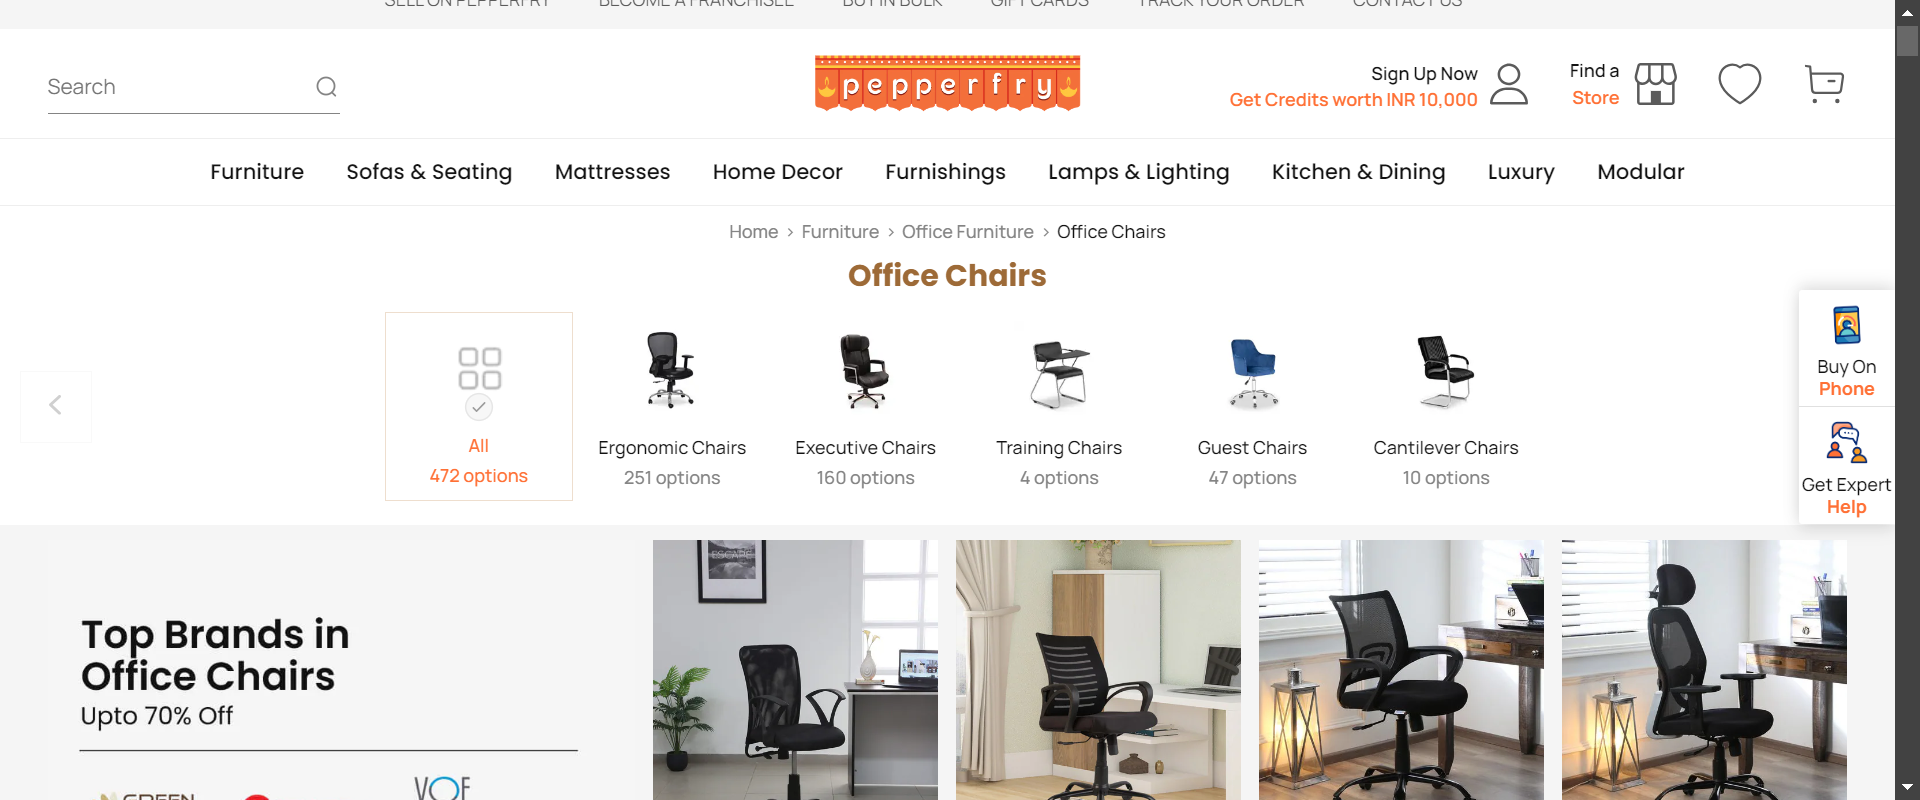 SELL ON PEPPERFRY BECOME A FRANCHISEE BUY IN BULK GIFT CARDS TRACK YOUR ORDER CONTACT US
Search
pepperfry
Sign Up Now
Get Credits worth INR 10,000
Find a
Store
Furniture Sofas & Seating Mattresses Home Decor Furnishings Lamps & Lighting Kitchen & Dining Luxury Modular
Home > Furniture > Office Furniture > Office Chairs
Office Chairs
All
472 options
Ergonomic Chairs
251 options
Executive Chairs
160 options
Training Chairs
4 options
Guest Chairs
47 options
Cantilever Chairs
10 options
Buy On
Phone
Get Expert
Help
Top Brands in
Office Chairs
Upto 70% Off
GREEN
VOF
ESCAPE